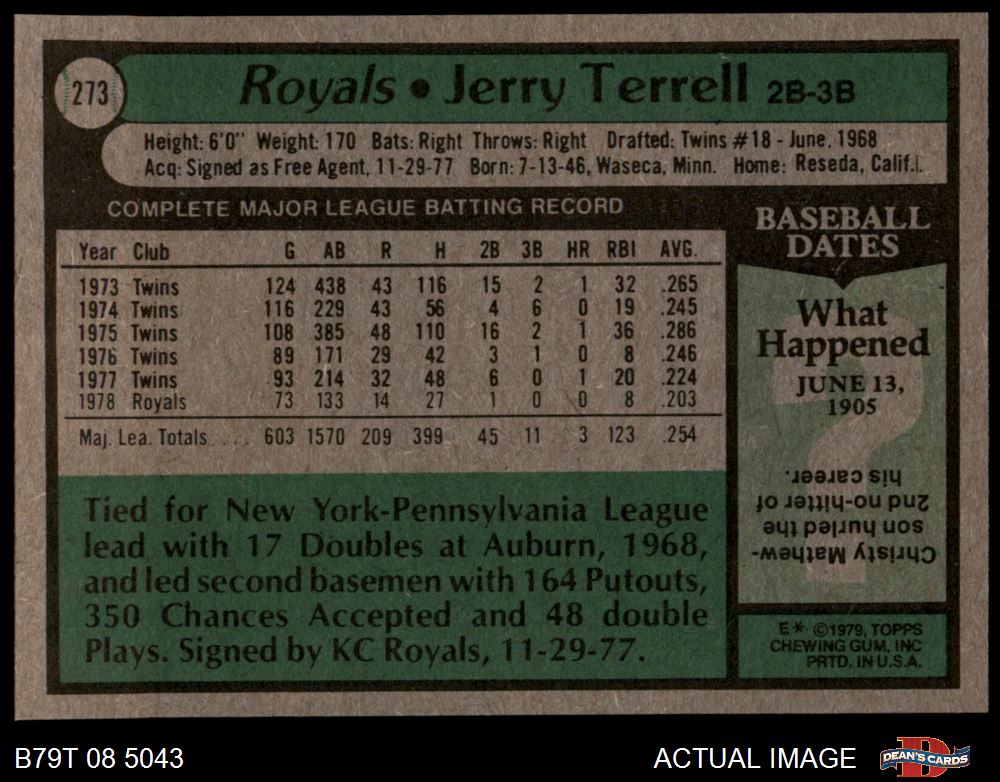 273
Royals • Jerry Terrell 2B-3B
Height: 6'0" Weight: 170 Bats: Right Throws: Right Drafted: Twins #18 - June, 1968
Acq: Signed as Free Agent, 11-29-77 Born: 7-13-46, Waseca, Minn. Home: Reseda, Calif.
COMPLETE MAJOR LEAGUE BATTING RECORD
Year Club G AB R H 2B 3B HR RBI AVG.
1973 Twins 124 438 43 116 15 2 1 32 .265
1974 Twins 116 229 43 56 4 6 0 19 .245
1975 Twins 108 385 48 110 16 2 1 36 .286
1976 Twins 89 171 29 42 3 1 0 8 .246
1977 Twins 93 214 32 48 6 0 1 20 .224
1978 Royals 73 133 14 27 1 0 0 8 .203
Maj. Lea. Totals .... 603 1570 209 399 45 11 3 123 .254
Tied for New York-Pennsylvania League
lead with 17 Doubles at Auburn, 1968,
and led second basemen with 164 Putouts,
350 Chances Accepted and 48 double
Plays. Signed by KC Royals, 11-29-77.
BASEBALL
DATES
What
Happened
JUNE 13,
1905
Christy Mathew-
son hurled the
2nd no-hitter of
his career.
E* ©1979, TOPPS
CHEWING GUM, INC
PRTD. IN U.S.A.
B79T 08 5043
ACTUAL IMAGE
DEAN'S CARDS